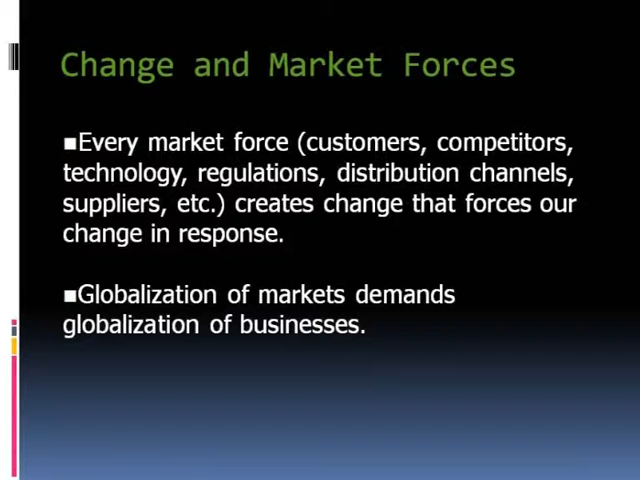 Change and Market Forces
■Every market force (customers, competitors,
technology, regulations, distribution channels,
suppliers, etc.) creates change that forces our
change in response.
■Globalization of markets demands
globalization of businesses.